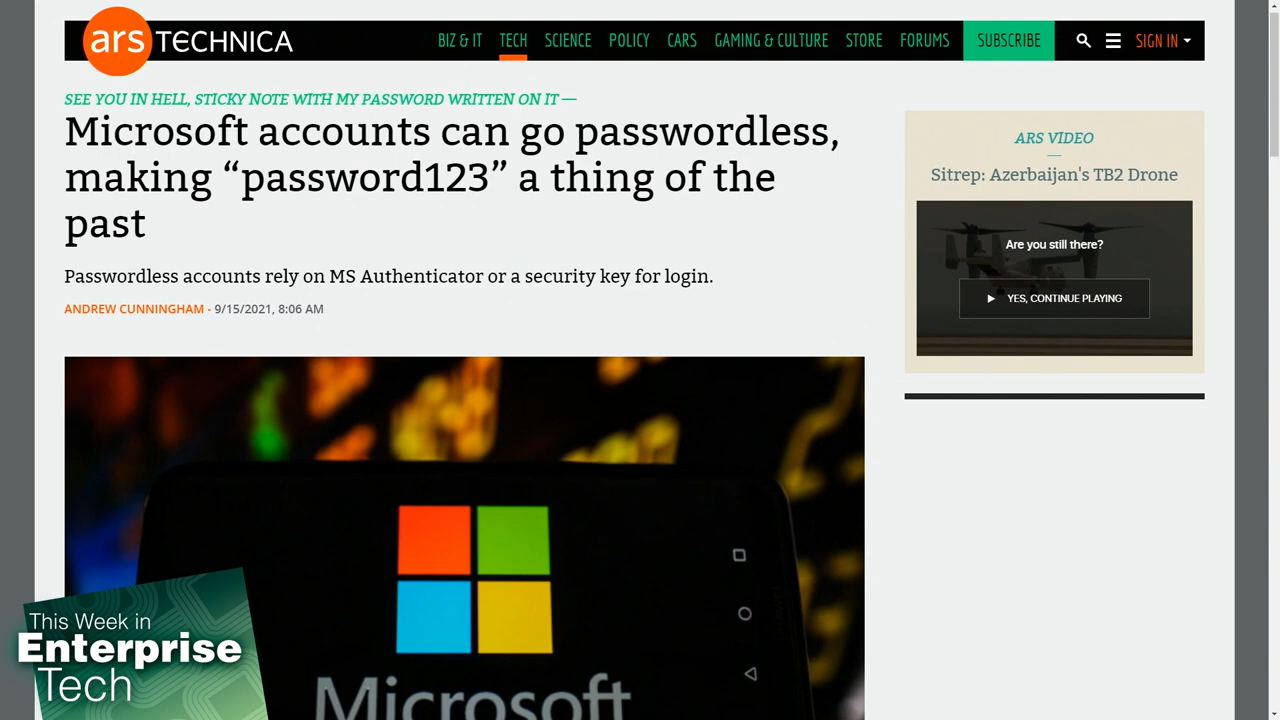 ars TECHNICA
BIZ & IT TECH SCIENCE POLICY CARS GAMING & CULTURE STORE FORUMS SUBSCRIBE SIGN IN
SEE YOU IN HELL, STICKY NOTE WITH MY PASSWORD WRITTEN ON IT —
Microsoft accounts can go passwordless,
making “password123” a thing of the
past
Passwordless accounts rely on MS Authenticator or a security key for login.
ANDREW CUNNINGHAM - 9/15/2021, 8:06 AM
ARS VIDEO
Sitrep: Azerbaijan's TB2 Drone
Are you still there?
YES, CONTINUE PLAYING
Microsoft
This Week in
Enterprise
Tech